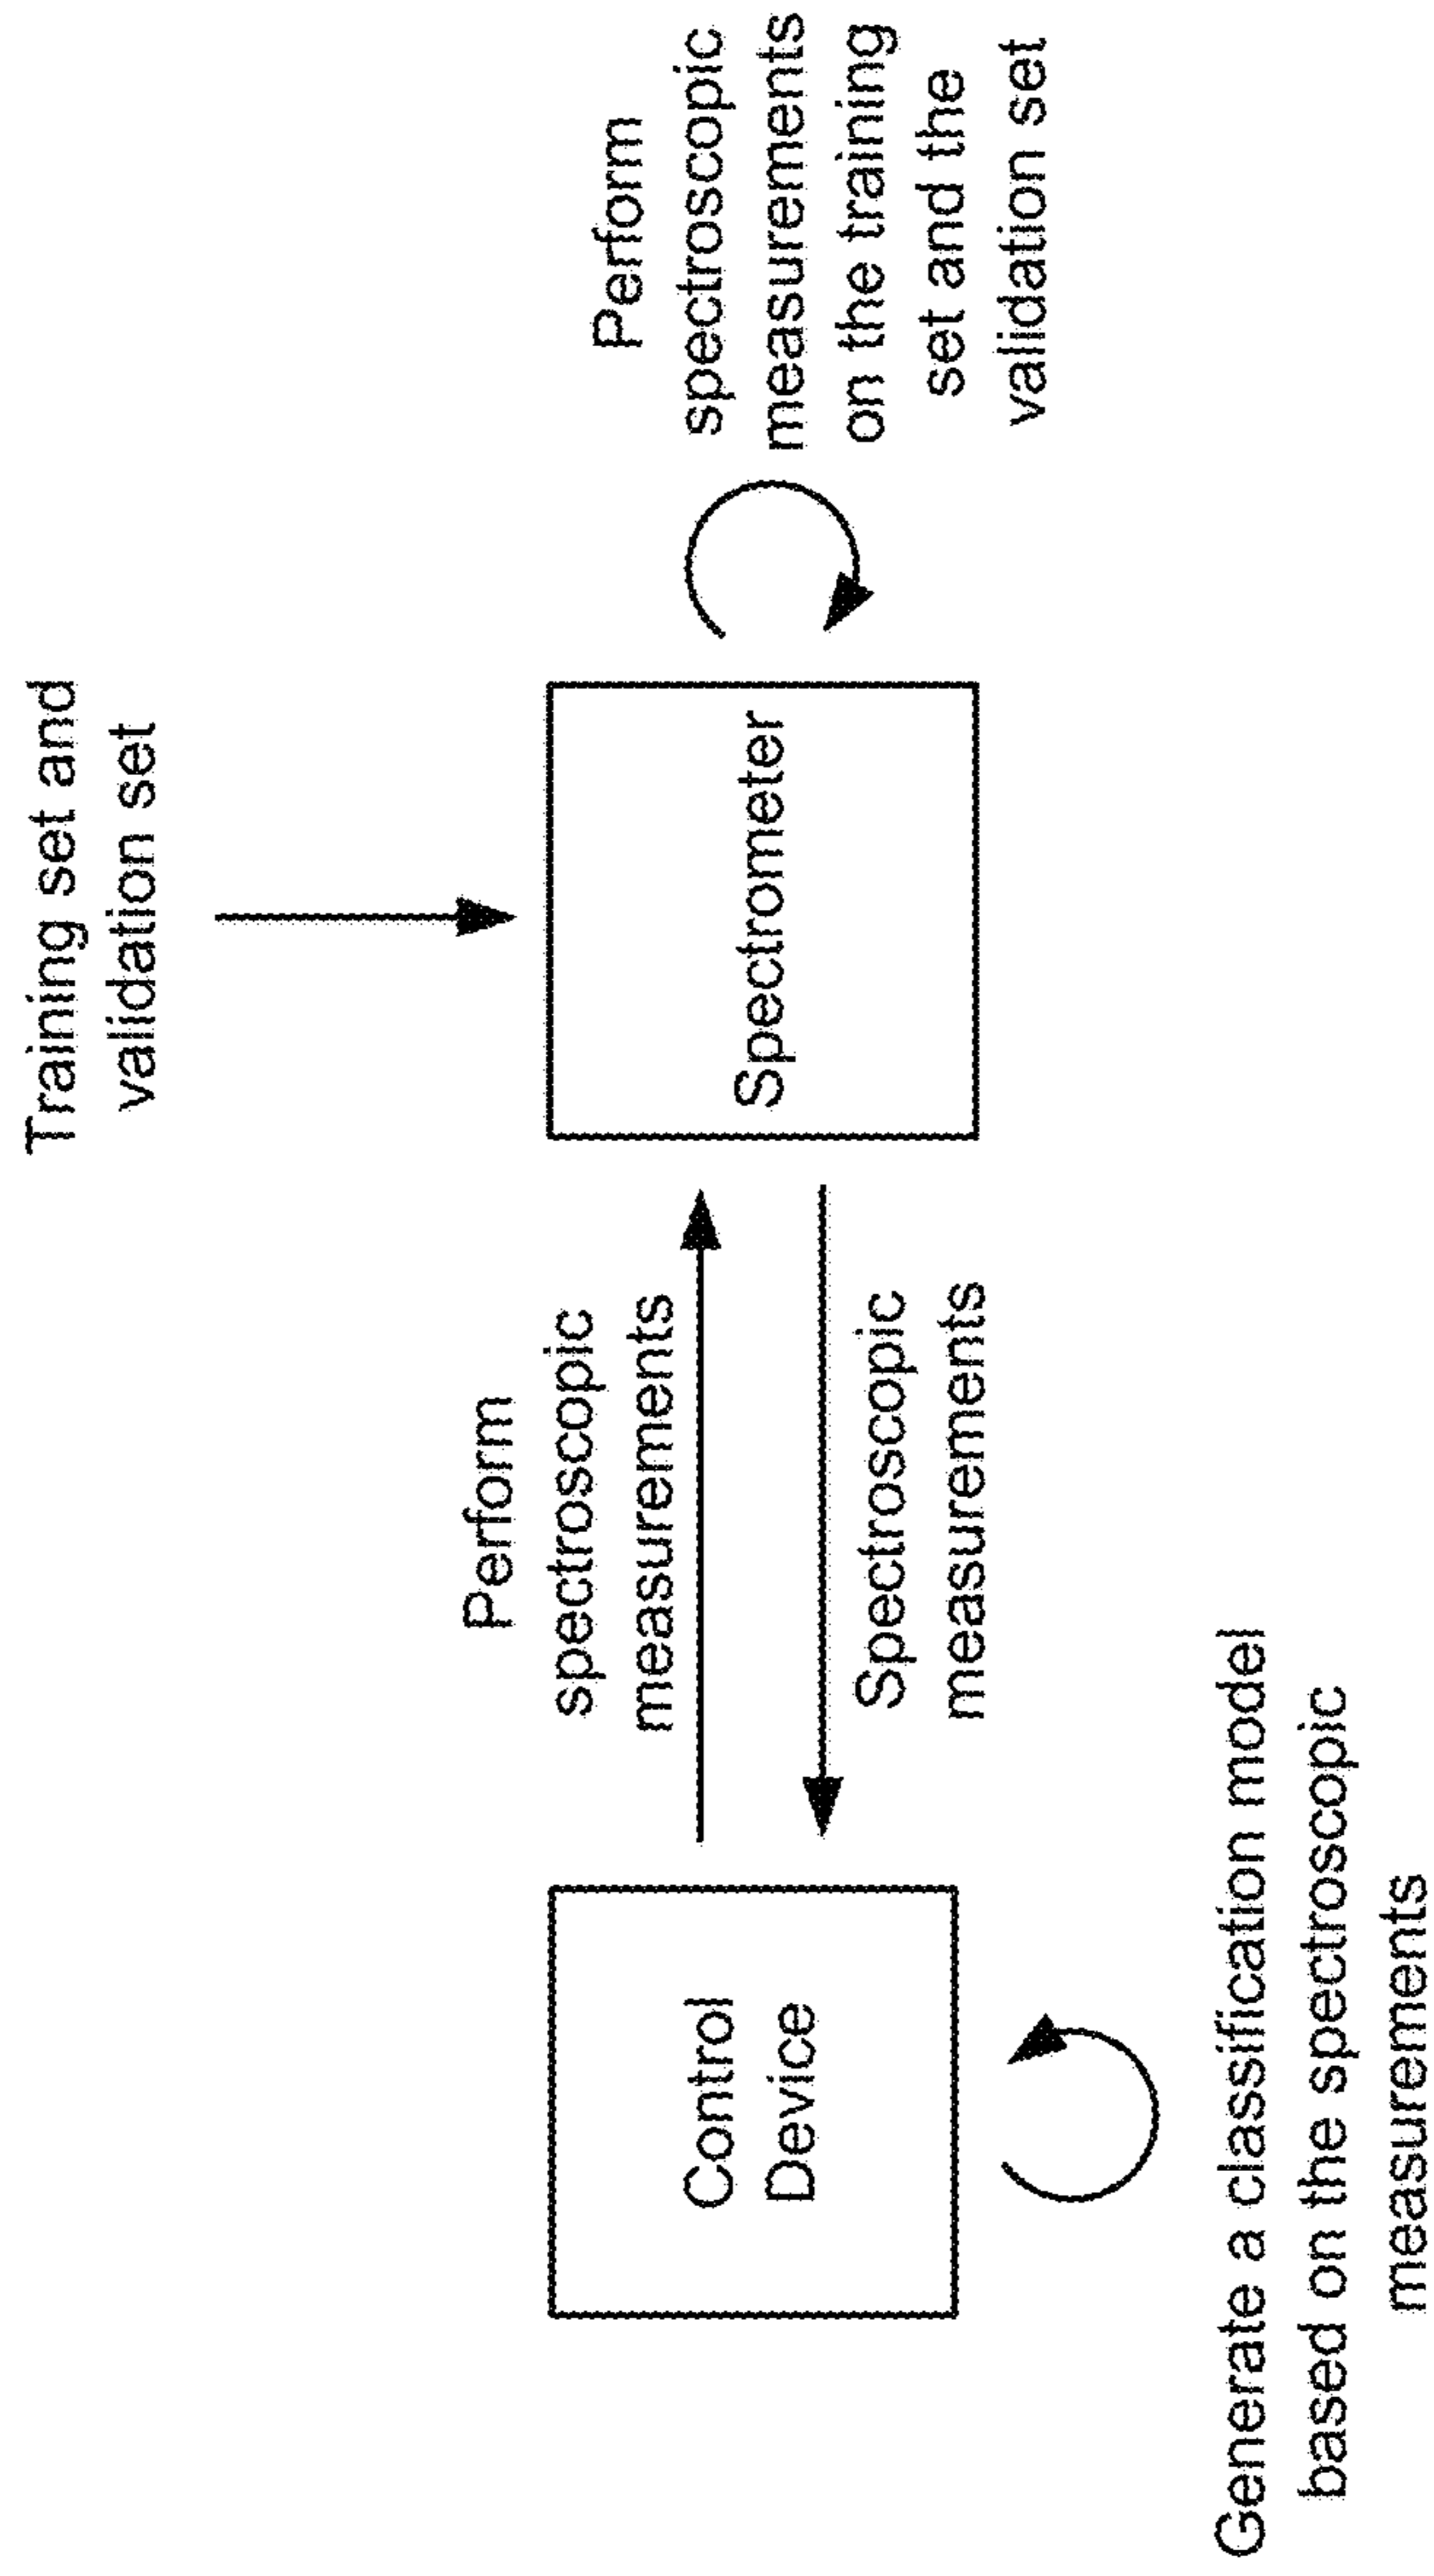 Training set and
validation set
Perform
spectroscopic
measurements
Control
Device
Spectrometer
Perform
spectroscopic
measurements
on the training
set and the
validation set
Spectroscopic
measurements
Generate a classification model
based on the spectroscopic
measurements